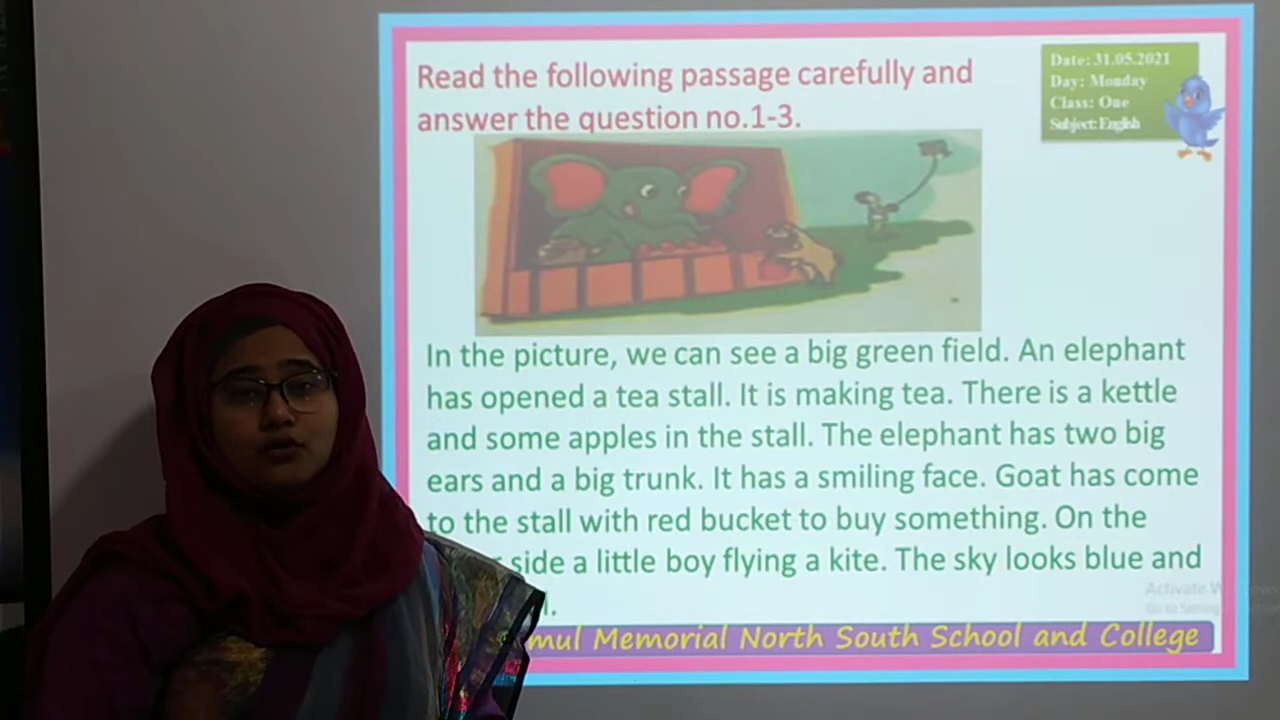 Read the following passage carefully and
answer the question no.1-3.
Date: 31.05.2021
Day: Monday
Class: One
Subject: English
In the picture, we can see a big green field. An elephant
has opened a tea stall. It is making tea. There is a kettle
and some apples in the stall. The elephant has two big
ears and a big trunk. It has a smiling face. Goat has come
to the stall with red bucket to buy something. On the
side a little boy flying a kite. The sky looks blue and
Activate
Memorial North South School and College